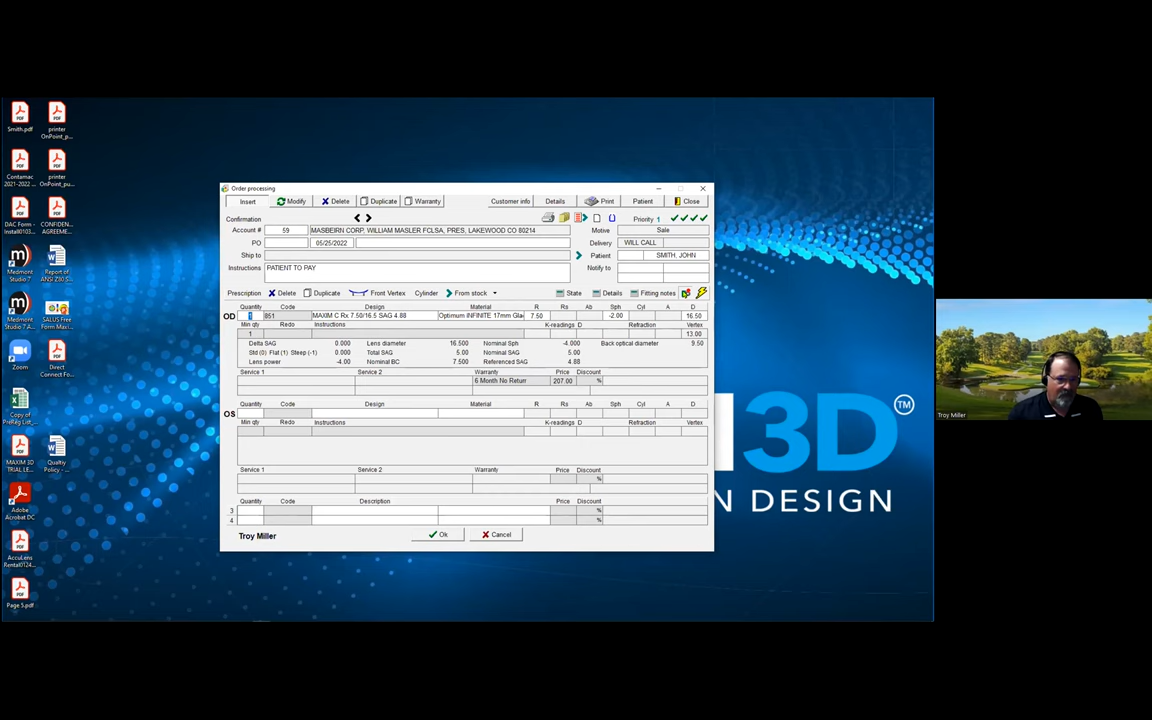 Smith.pdf
printer OnPoint_p...
Contamac 2021-2022 ...
printer OnPoint_pu...
DAC Form - Install0103...
CONFIDEN... AGREEME...
Medmont Studio 7
Report of ANSI Z80 S...
Medmont Studio 7 A...
SALUS Free Form Maxi...
Zoom
Direct Connect Fo...
Copy of PreReg List_...
MAXIM 3D TRIAL LE...
Qualtiy Policy -...
Adobe Acrobat DC
AccuLens Rental0124...
Page 5.pdf
Order processing
Insert Modify Delete Duplicate Warranty Customer info Details Print Patient Close
Confirmation Priority 1
Account # 59 MASBEIRN CORP, WILLIAM MASLER FCLSA, PRES, LAKEWOOD CO 80214 Motive Sale
PO 05/25/2022 Delivery WILL CALL
Ship to Patient SMITH, JOHN
Instructions PATIENT TO PAY Notify to
Prescription Delete Duplicate Front Vertex Cylinder From stock State Details Fitting notes
Quantity Code Design Material R Rs Ab Sph Cyl A D
OD 1 851 MAXIM C Rx 7.50/16.5 SAG 4.88 Optimum INFINITE 17mm Gla 7.50 -2.00 16.50
Min qty Redo Instructions K-readings D Refraction Vertex
1 13.00
Delta SAG 0.000 Lens diameter 16.500 Nominal Sph -4.000 Back optical diameter 9.50
Std (0) Flat (1) Steep (-1) 0.000 Total SAG 5.00 Nominal SAG 5.00
Lens power -4.00 Nominal BC 7.500 Referenced SAG 4.88
Service 1 Service 2 Warranty Price Discount
6 Month No Returr 207.00 %
Quantity Code Design Material R Rs Ab Sph Cyl A D
OS
Min qty Redo Instructions K-readings D Refraction Vertex
Service 1 Service 2 Warranty Price Discount
%
Quantity Code Description Price Discount
3 %
4 %
Troy Miller Ok Cancel
3D TM
N DESIGN
Troy Miller